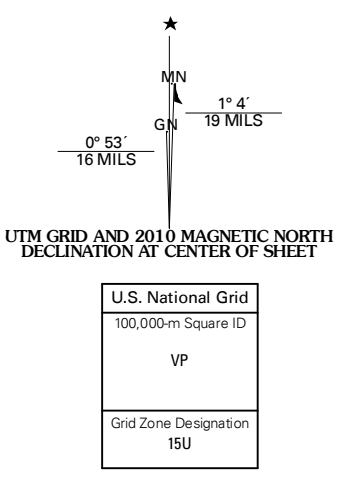 MN
1° 4´
19 MILS
GN
0° 53´
16 MILS
UTM GRID AND 2010 MAGNETIC NORTH
DECLINATION AT CENTER OF SHEET
U.S. National Grid
100,000-m Square ID
VP
Grid Zone Designation
15U